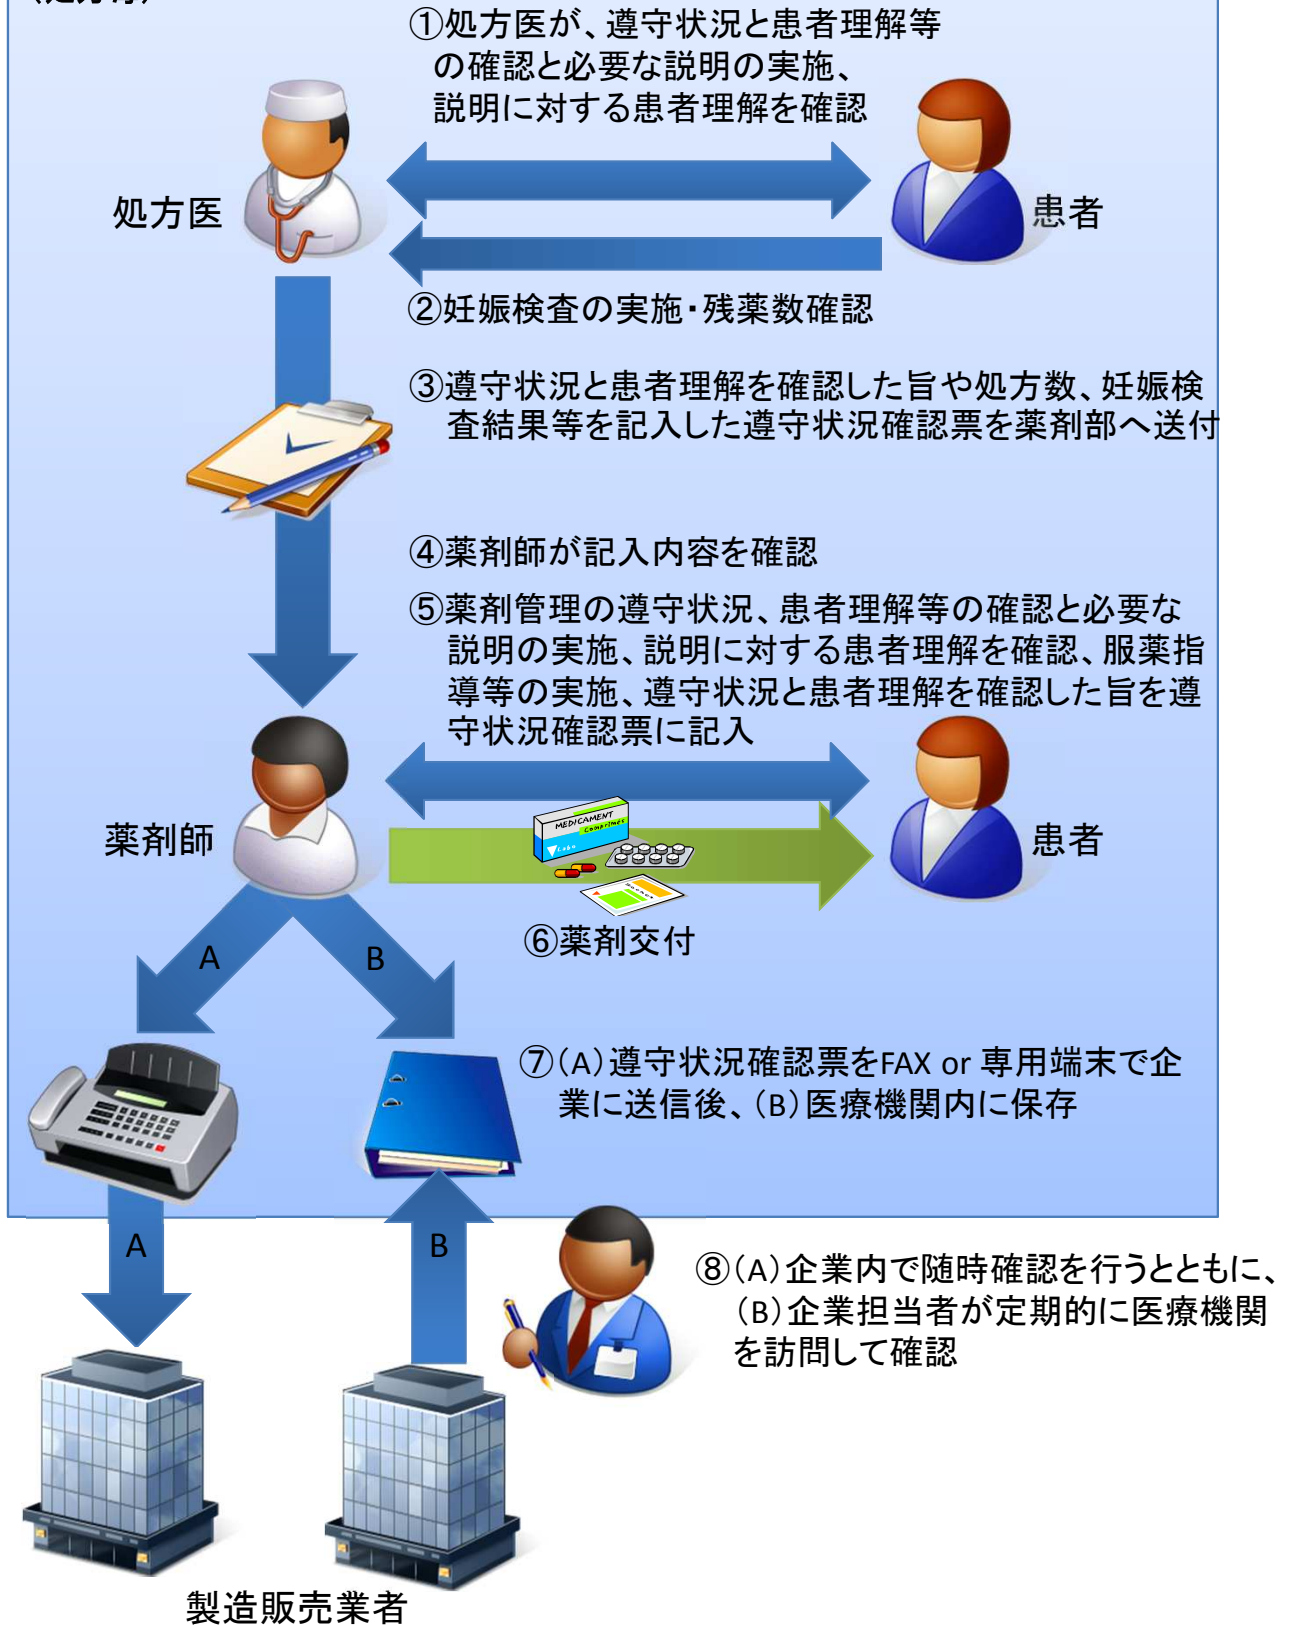 ①処方医が、遵守状況と患者理解等
の確認と必要な説明の実施、
説明に対する患者理解を確認
処方医
患者
②妊娠検査の実施・残薬数確認
③遵守状況と患者理解を確認した旨や処方数、妊娠検
査結果等を記入した遵守状況確認票を薬剤部へ送付
④薬剤師が記入内容を確認
⑤薬剤管理の遵守状況、患者理解等の確認と必要な
説明の実施、説明に対する患者理解を確認、服薬指
導等の実施、遵守状況と患者理解を確認した旨を遵
守状況確認票に記入
MEDICAMENT
Comprimes
Labo
薬剤師
患者
⑥薬剤交付
A
B
⑦(A)遵守状況確認票をFAX or 専用端末で企
業に送信後、(B)医療機関内に保存
A
B
⑧(A)企業内で随時確認を行うとともに、
(B)企業担当者が定期的に医療機関
を訪問して確認
製造販売業者